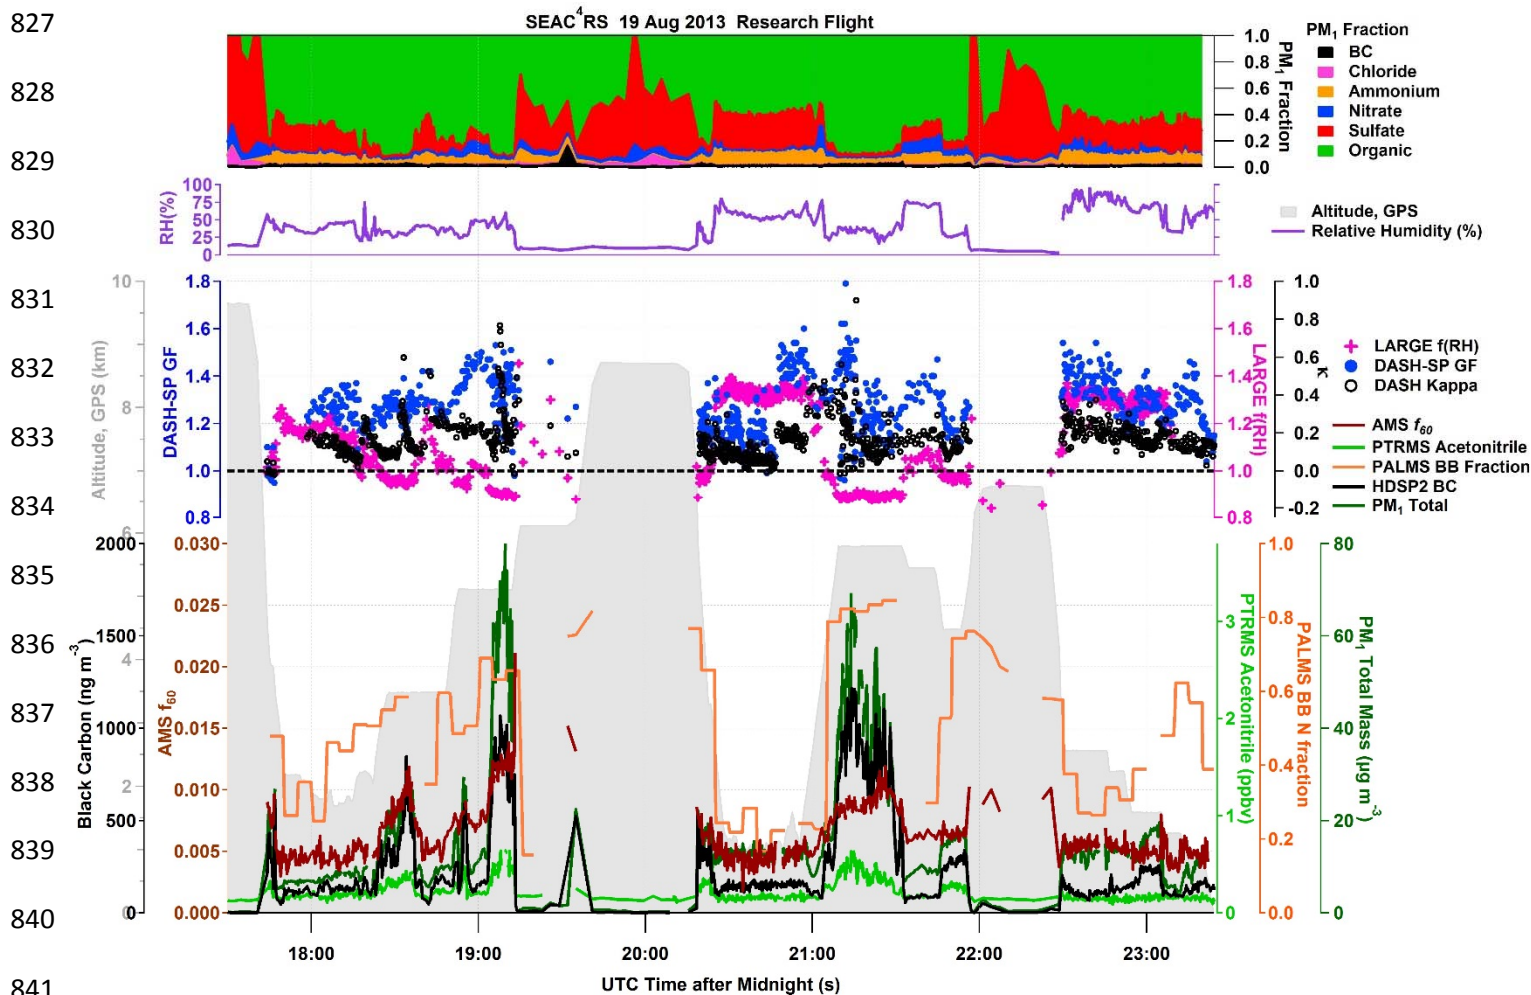 827
SEAC⁴RS 19 Aug 2013 Research Flight
PM₁ Fraction
BC
Chloride
Ammonium
Nitrate
Sulfate
Organic
828
829
1.0
0.8
0.6
0.4
0.2
0.0
PM₁ Fraction
830
RH(%)
100
75
50
25
0
Altitude, GPS
Relative Humidity (%)
831
832
833
834
Altitude, GPS (km)
10
8
6
4
2
0
DASH-SP GF
1.8
1.6
1.4
1.2
1.0
0.8
LARGE f(RH)
1.8
1.6
1.4
1.2
1.0
0.8
κ
1.0
0.8
0.6
0.4
0.2
0.0
-0.2
LARGE f(RH)
DASH-SP GF
DASH Kappa
AMS f₆₀
PTRMS Acetonitrile
PALMS BB Fraction
HDSP2 BC
PM₁ Total
835
836
837
838
839
840
Black Carbon (ng m⁻³)
2000
1500
1000
500
0
AMS f₆₀
0.030
0.025
0.020
0.015
0.010
0.005
0.000
PTRMS Acetonitrile (ppbv)
3
2
1
0
PALMS BB N fraction
1.0
0.8
0.6
0.4
0.2
0.0
PM₁ Total Mass (µg m⁻³)
80
60
40
20
0
18:00 19:00 20:00 21:00 22:00 23:00
UTC Time after Midnight (s)
841